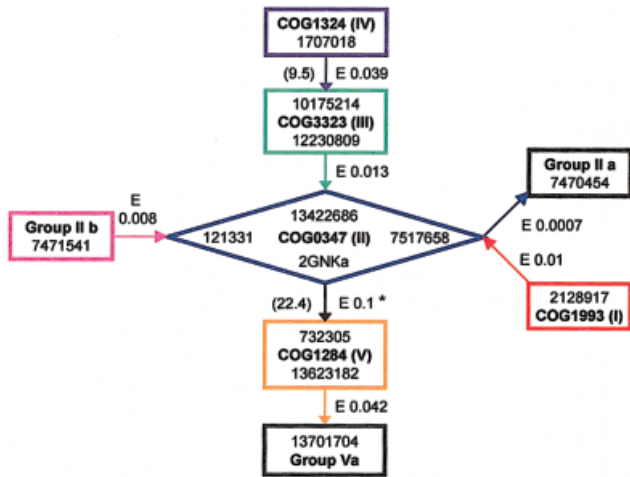 COG1324 (IV)
1707018
(9.5) E 0.039
10175214
COG3323 (III)
12230809
E 0.013
Group II a
7470454
E 0.0007
E
0.008
Group II b
7471541
13422686
121331 COG0347 (II) 7517658
2GNKa
E 0.01
2128917
COG1993 (I)
(22.4) E 0.1 *
732305
COG1284 (V)
13623182
E 0.042
13701704
Group Va